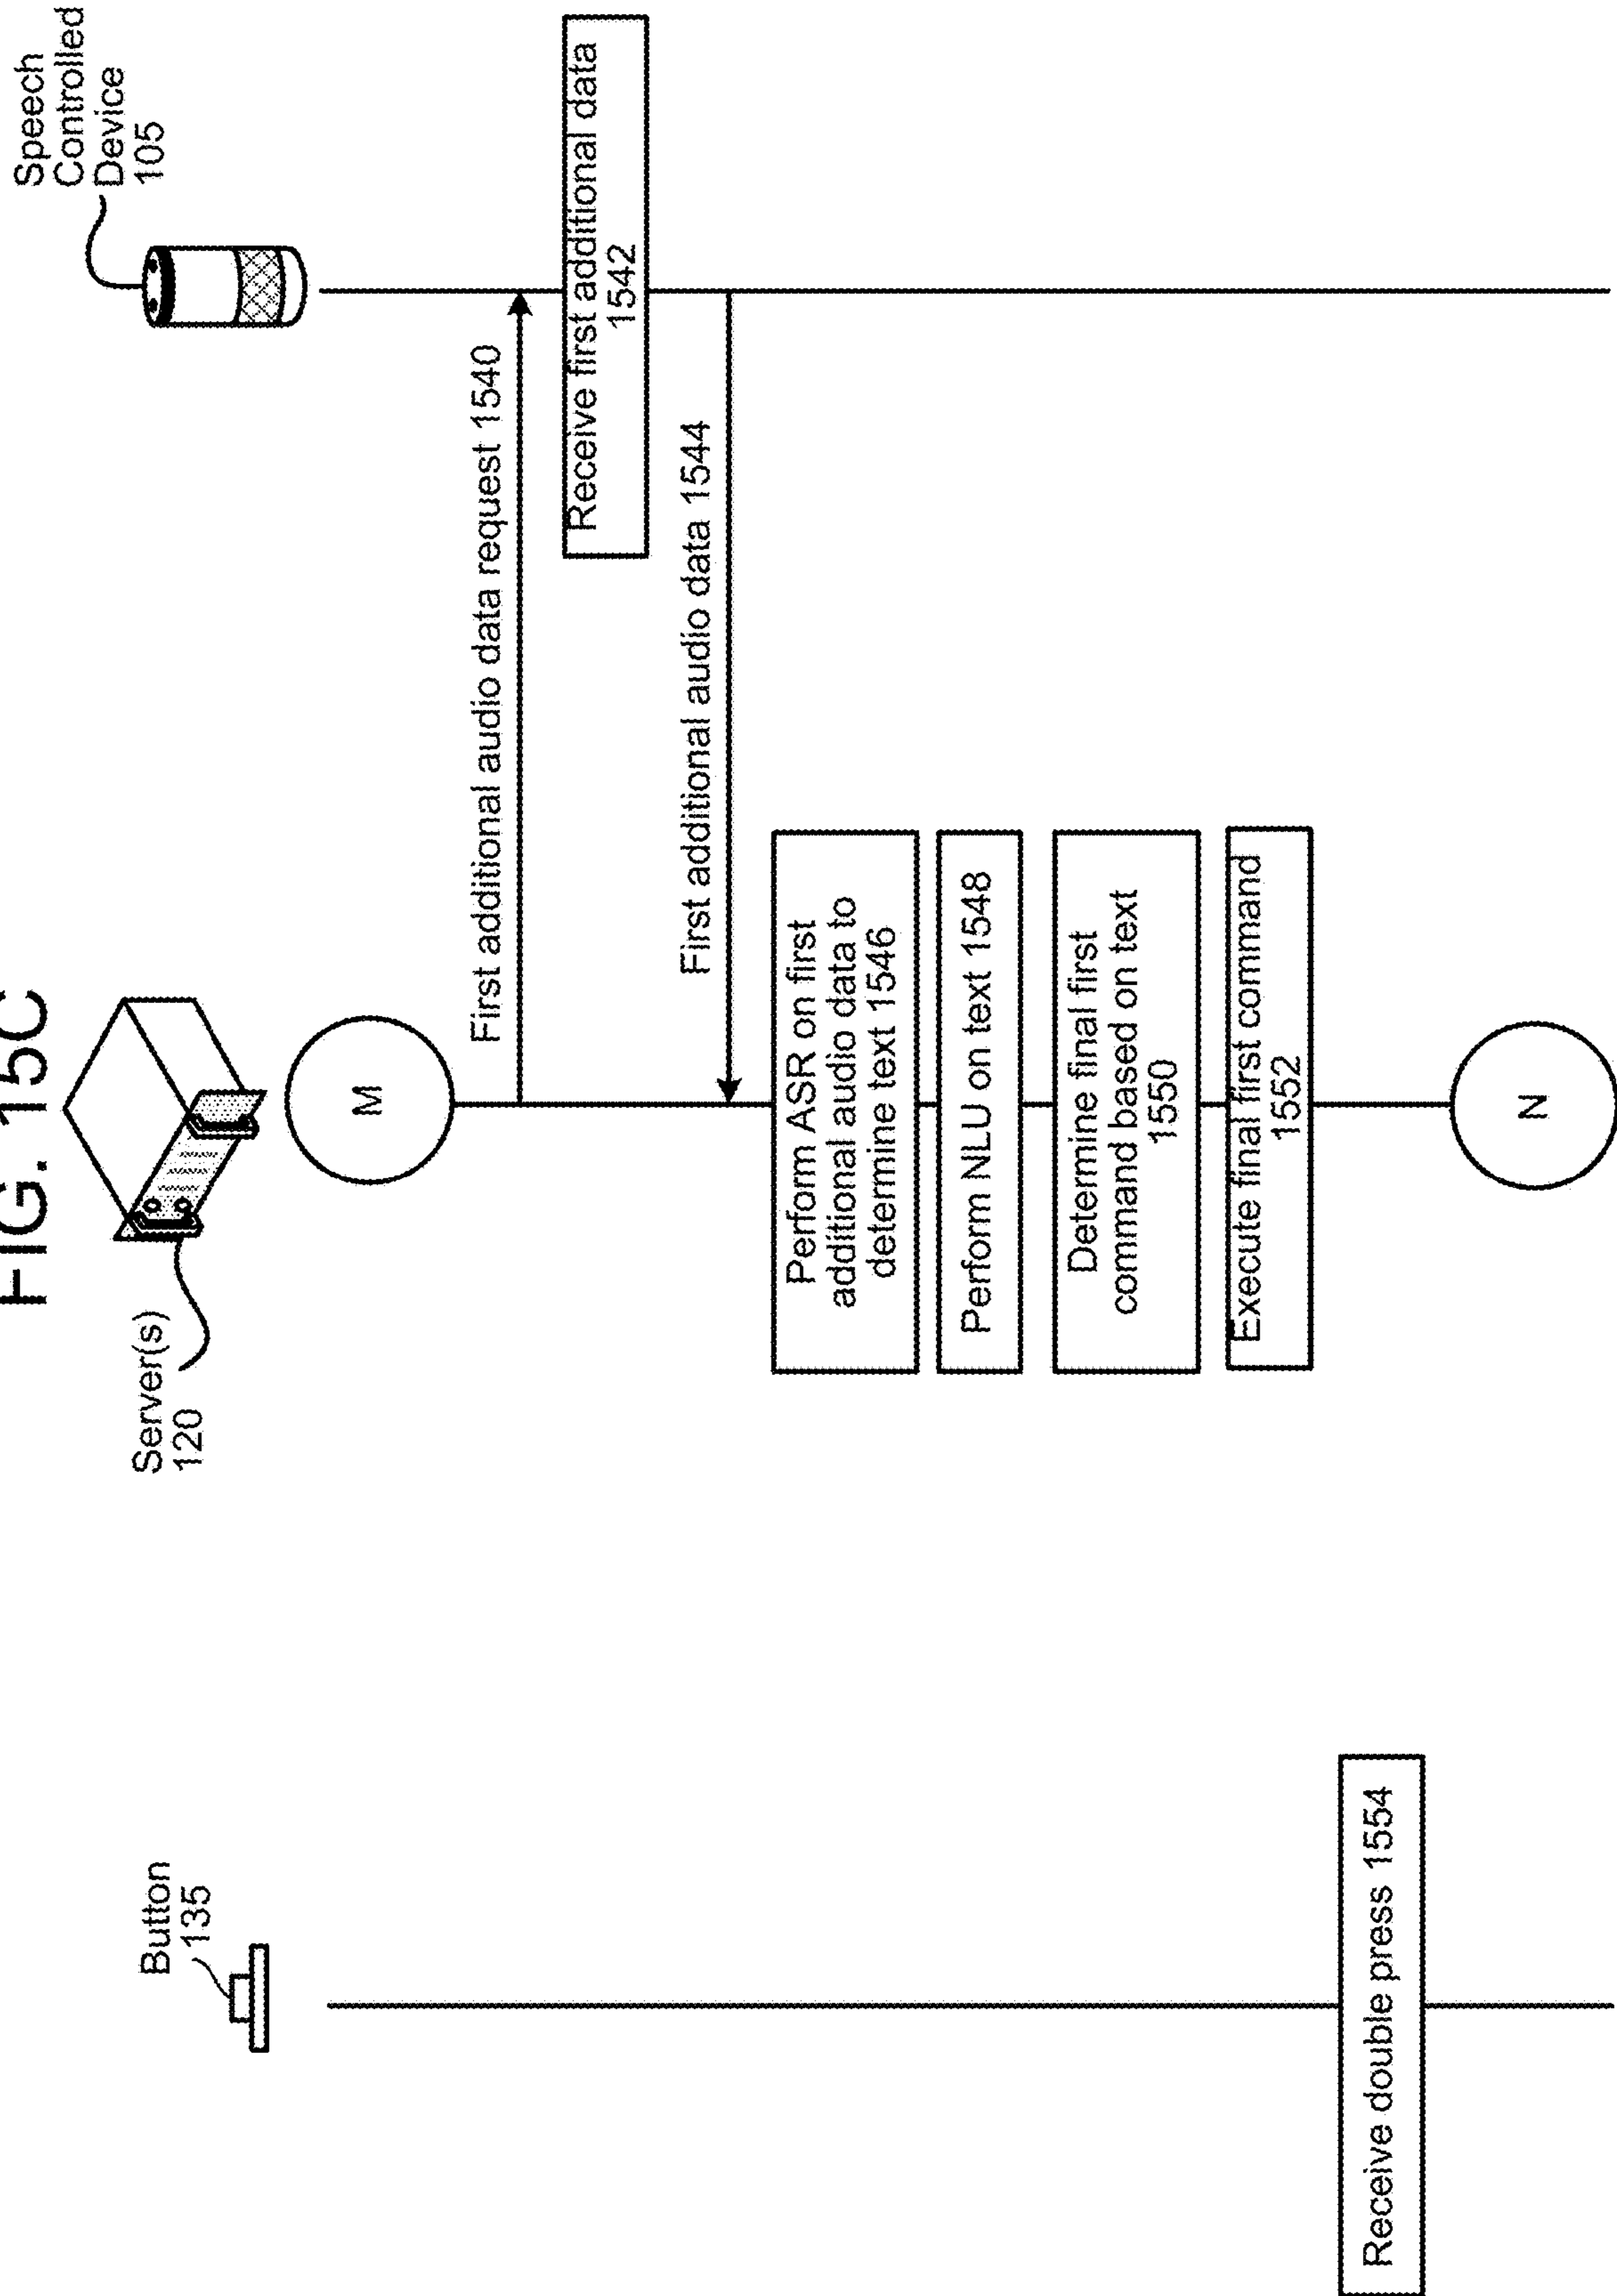 FIG. 15C
Button
135
Server(s)
120
Speech
Controlled
Device
105
M
First additional audio data request 1540
Receive first additional data
1542
First additional audio data 1544
Perform ASR on first
additional audio data to
determine text 1546
Perform NLU on text 1548
Determine final first
command based on text
1550
Execute final first command
1552
Receive double press 1554
N